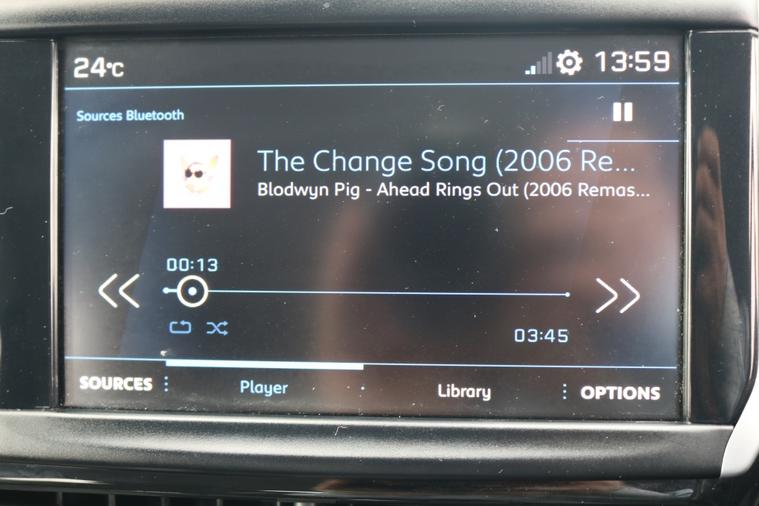 24°C 13:59
Sources Bluetooth
The Change Song (2006 Re...
Blodwyn Pig - Ahead Rings Out (2006 Remas...
00:13
03:45
SOURCES Player Library OPTIONS